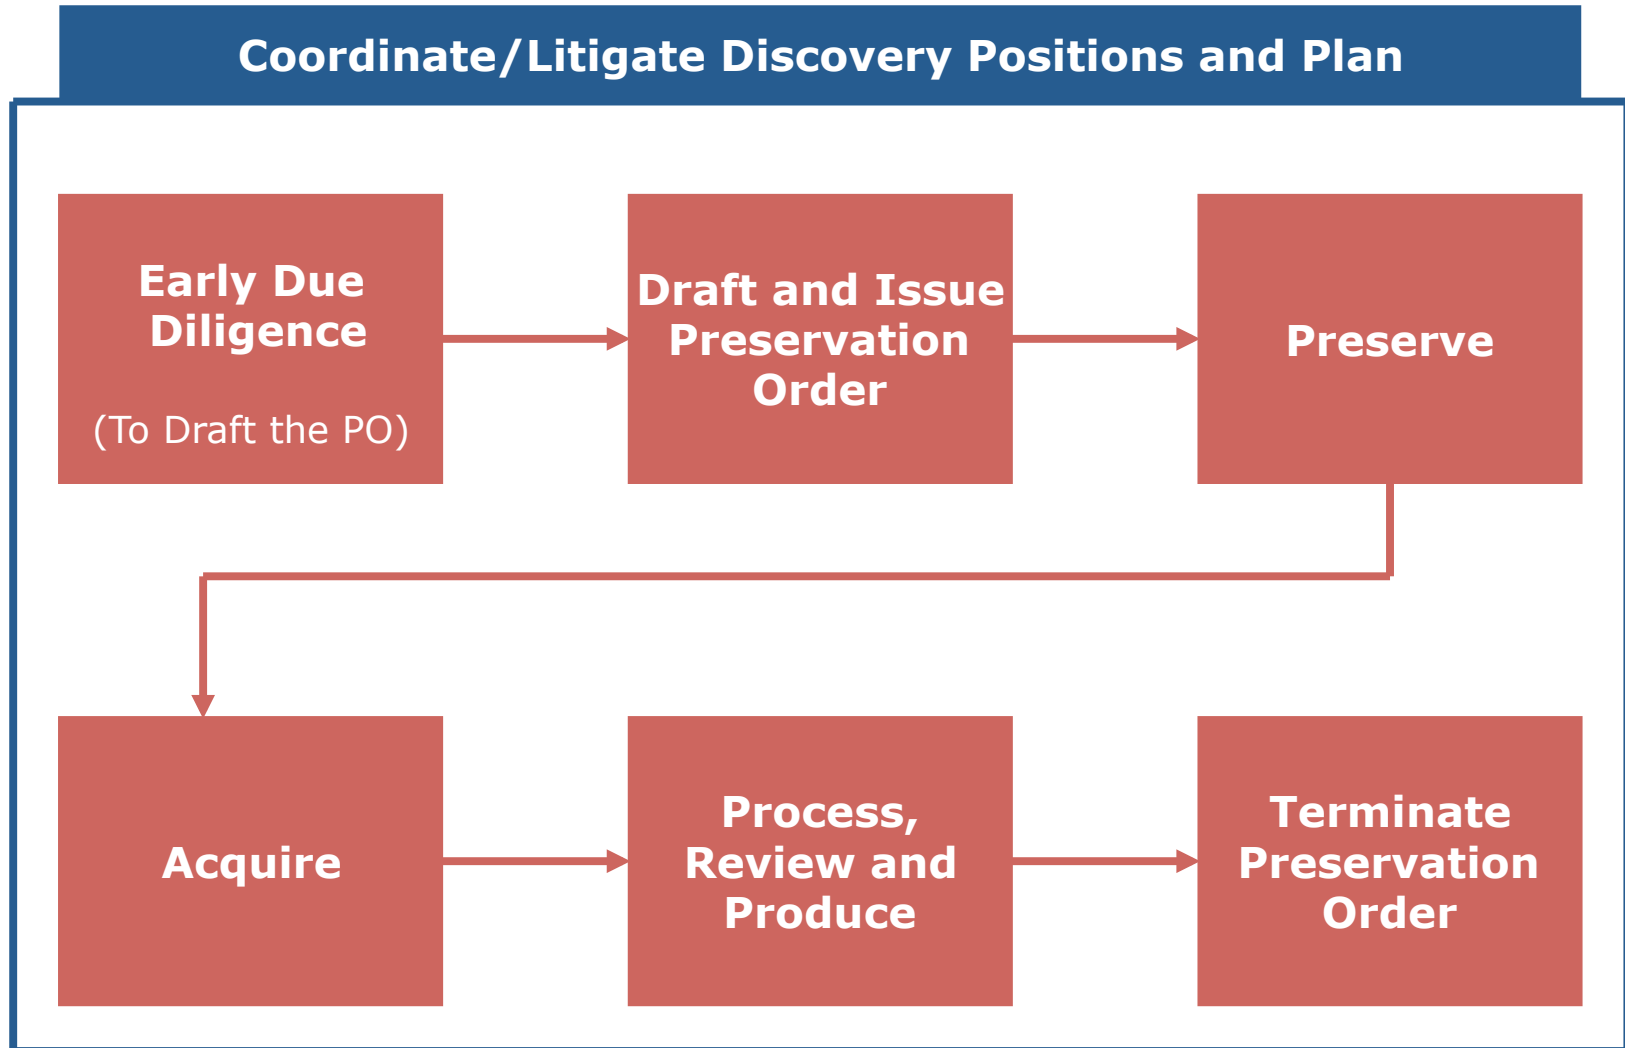 Coordinate/Litigate Discovery Positions and Plan
Early Due
Diligence
(To Draft the PO)
Draft and Issue
Preservation
Order
Preserve
Acquire
Process,
Review and
Produce
Terminate
Preservation
Order